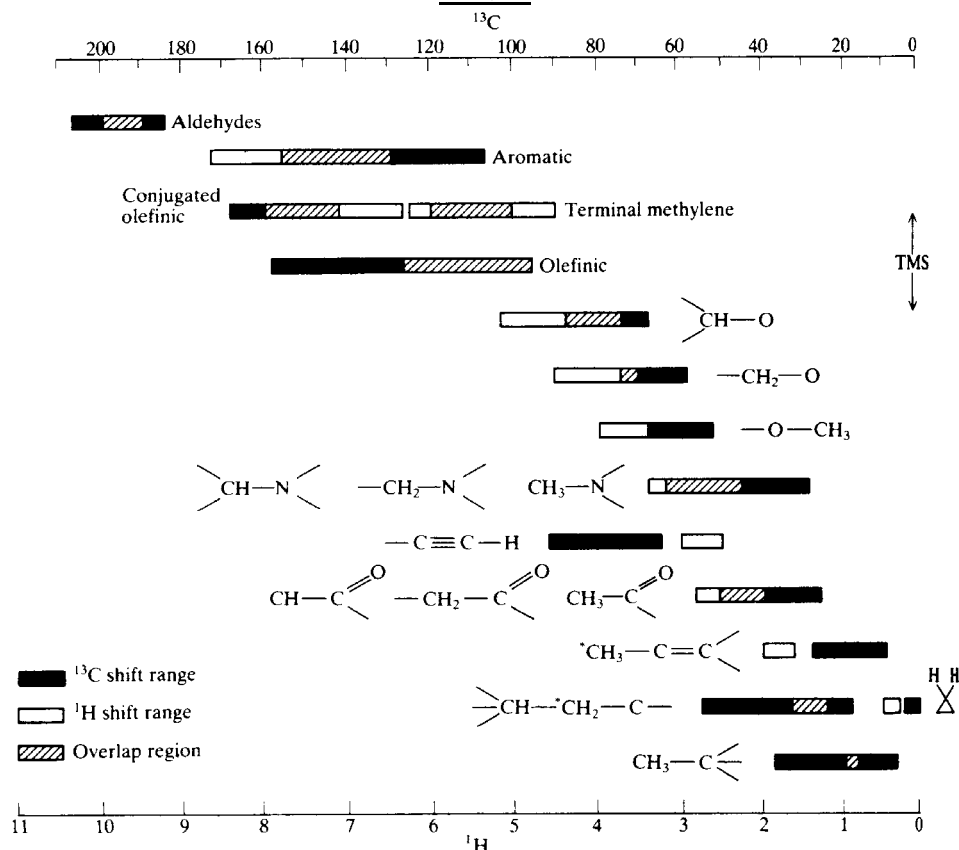 ¹³C
200 180 160 140 120 100 80 60 40 20 0
Aldehydes
Aromatic
Conjugated
olefinic
Terminal methylene
TMS
Olefinic
CH—O
—CH₂—O
—O—CH₃
CH—N —CH₂—N CH₃—N
—C≡C—H
CH—C=O —CH₂—C=O CH₃—C=O
*CH₃—C=C
¹³C shift range
H H
CH—*CH₂—C—
¹H shift range
Overlap region
CH₃—C
11 10 9 8 7 6 5 4 3 2 1 0
¹H